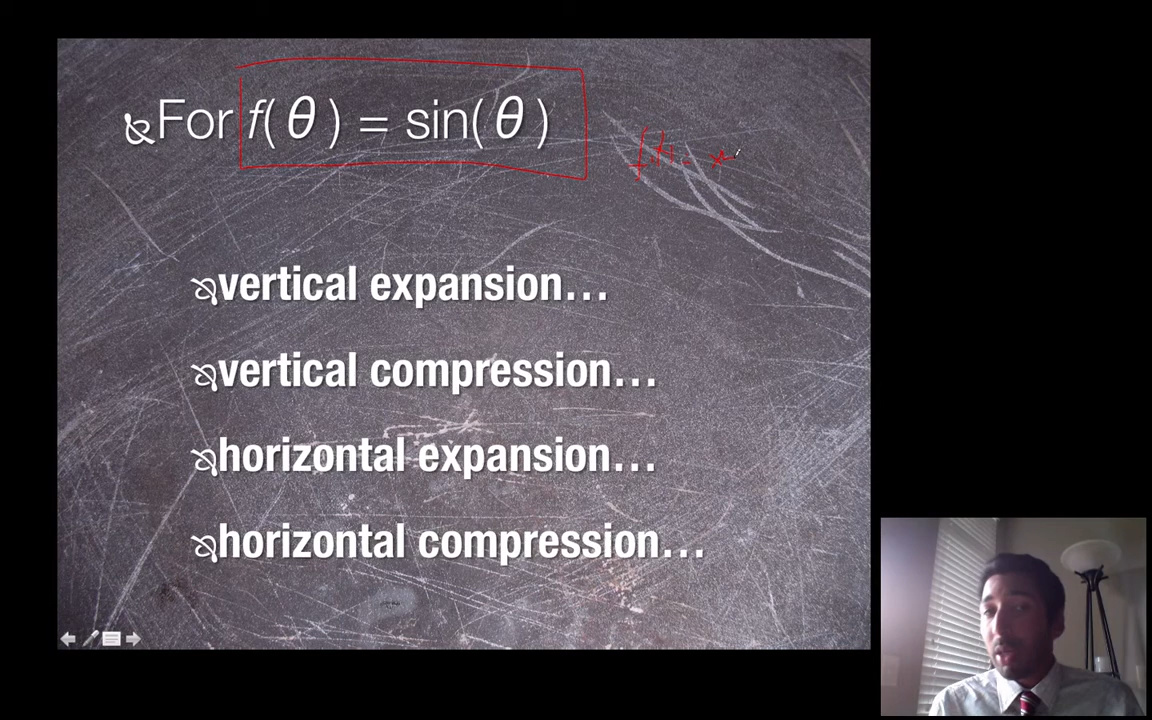 For f(θ) = sin(θ)
vertical expansion…
vertical compression…
horizontal expansion…
horizontal compression…